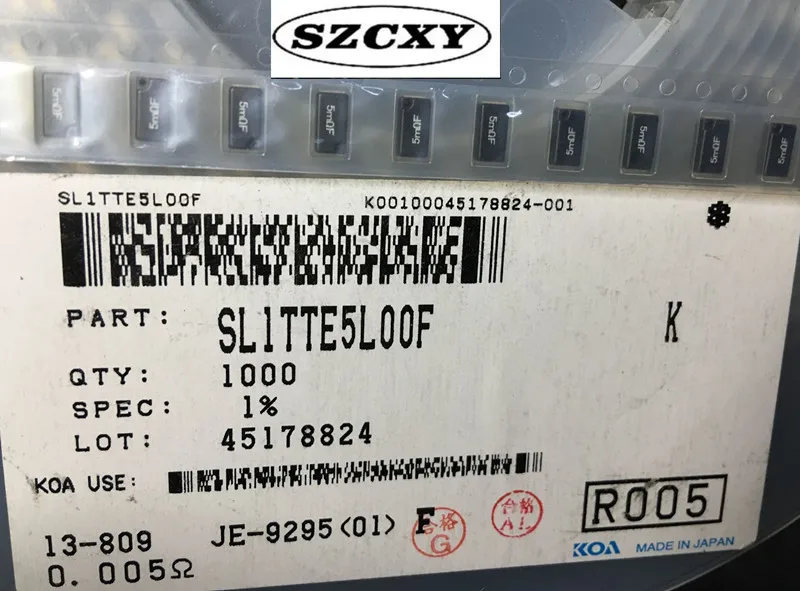 SZCXY
5mΩF 5mΩF 5mΩF 5mΩF 5mΩF 5mΩF 5mΩF 5mΩF 5mΩF 5mΩF
SL1TTE5L00F K00100045178824-001
PART: SL1TTE5L00F K
QTY: 1000
SPEC: 1%
LOT: 45178824
KOA USE:
13-809 JE-9295(01) F 合格 G 合格 AL R005
0.005Ω KOA MADE IN JAPAN